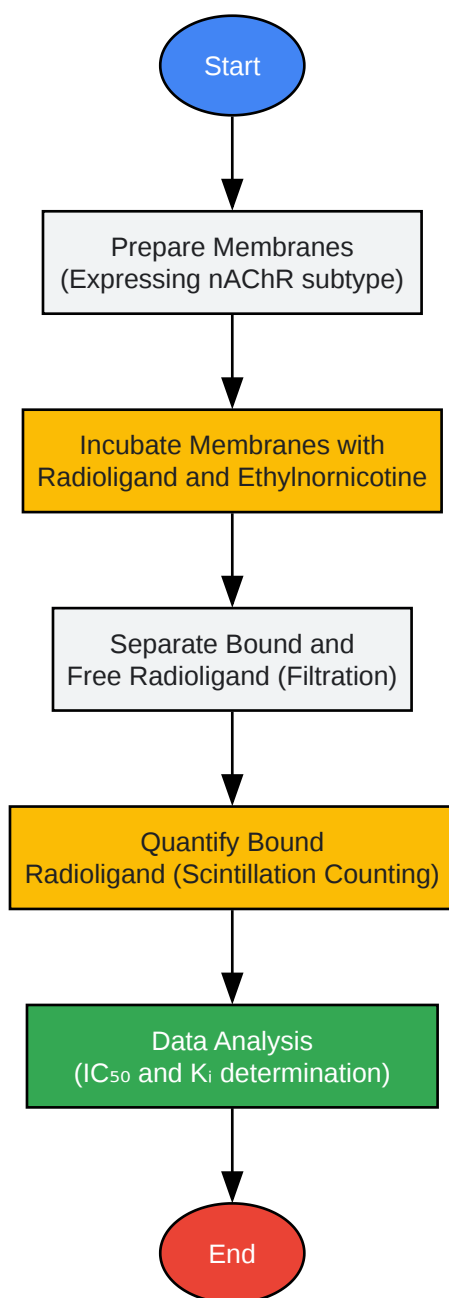 Start
Prepare Membranes
(Expressing nAChR subtype)
Incubate Membranes with
Radioligand and Ethylnornicotine
Separate Bound and
Free Radioligand (Filtration)
Quantify Bound
Radioligand (Scintillation Counting)
Data Analysis
(IC₅₀ and Kᵢ determination)
End